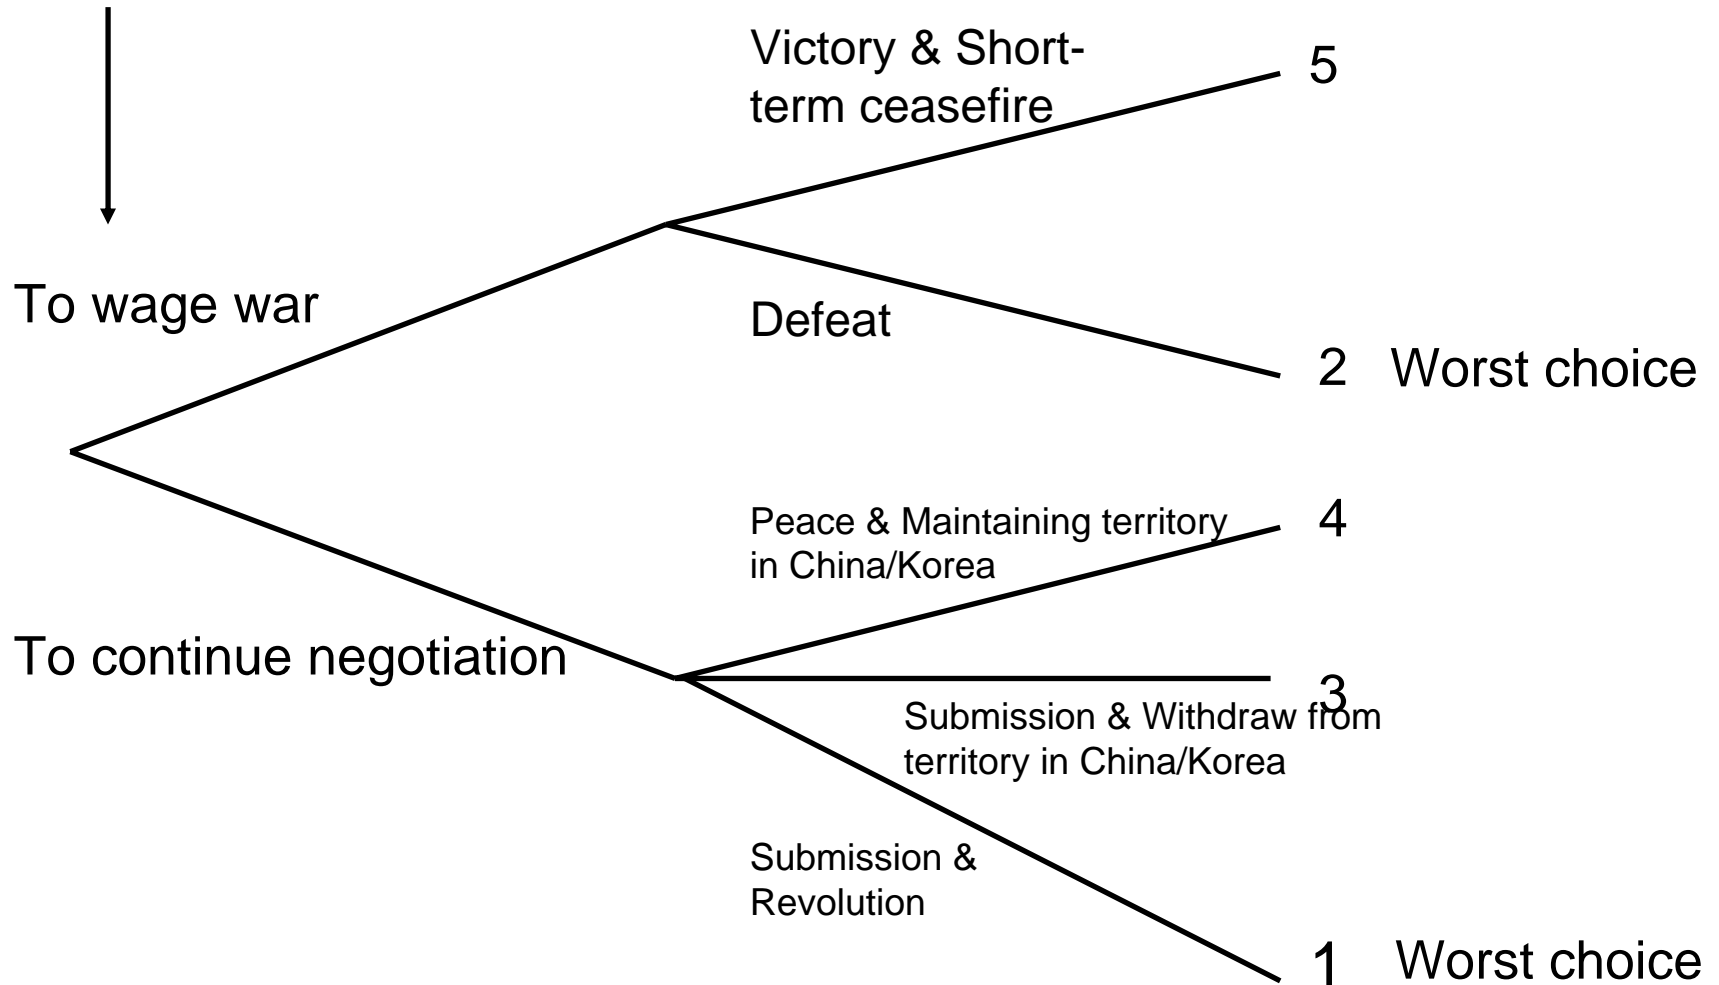 Victory & Short-
term ceasefire
5
To wage war
Defeat
2 Worst choice
Peace & Maintaining territory
in China/Korea
4
To continue negotiation
3
Submission & Withdraw from
territory in China/Korea
Submission &
Revolution
1 Worst choice